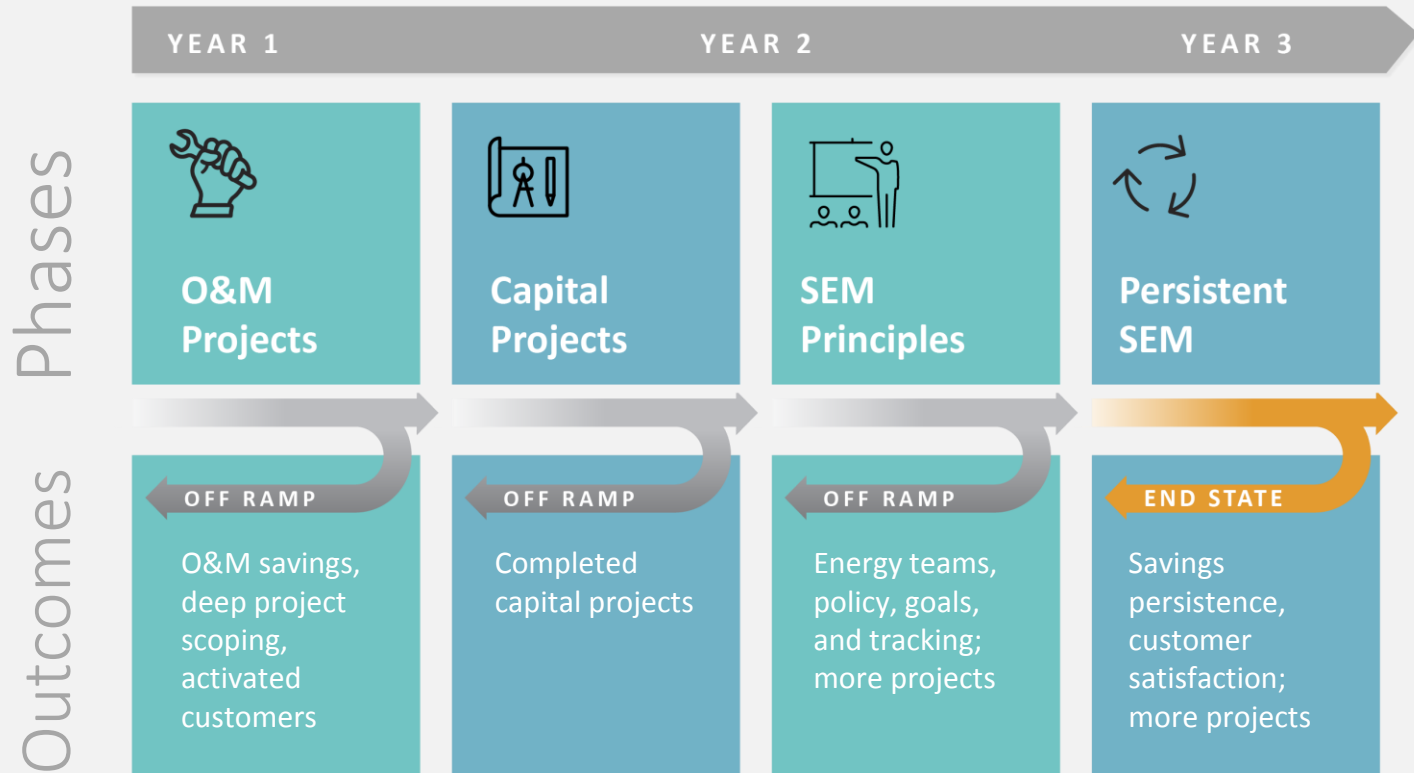 YEAR 1
YEAR 2
YEAR 3
Phases
O&M
Projects
Capital
Projects
SEM
Principles
Persistent
SEM
Outcomes
OFF RAMP
O&M savings,
deep project
scoping,
activated
customers
OFF RAMP
Completed
capital projects
OFF RAMP
Energy teams,
policy, goals,
and tracking;
more projects
END STATE
Savings
persistence,
customer
satisfaction;
more projects